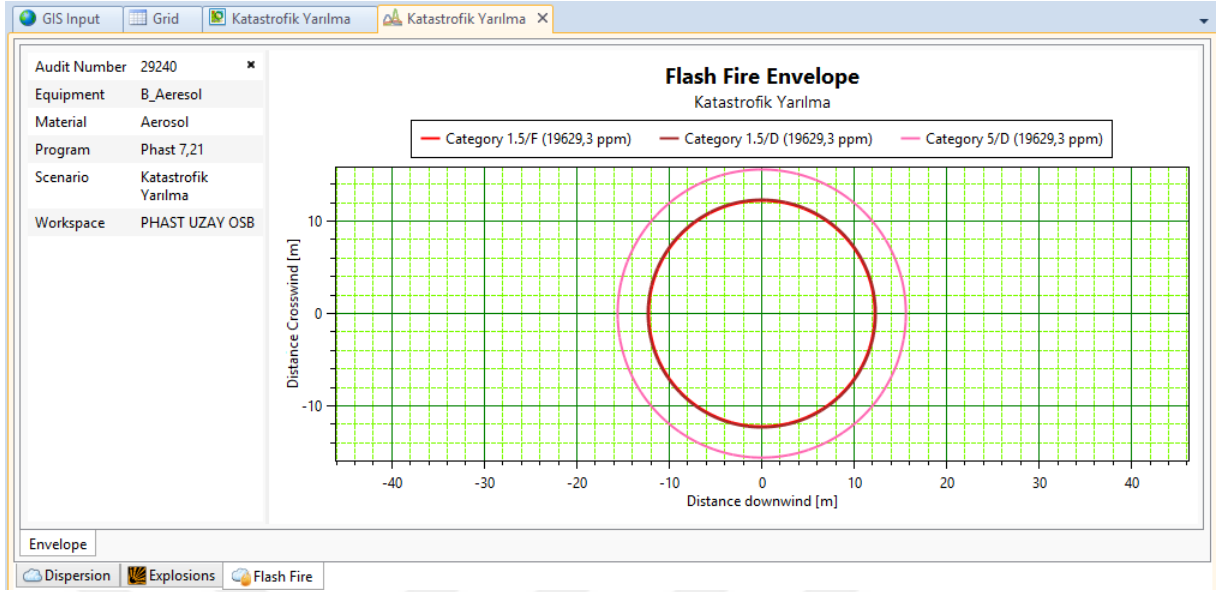 GIS Input Grid Katastrofik Yarılma Katastrofik Yarılma
Audit Number 29240
Equipment B_Aeresol
Material Aerosol
Program Phast 7,21
Scenario Katastrofik
Yarılma
Workspace PHAST UZAY OSB
Flash Fire Envelope
Katastrofik Yarılma
Category 1.5/F (19629,3 ppm) Category 1.5/D (19629,3 ppm) Category 5/D (19629,3 ppm)
Distance Crosswind [m]
10
0
-10
-40 -30 -20 -10 0 10 20 30 40
Distance downwind [m]
Envelope
Dispersion Explosions Flash Fire